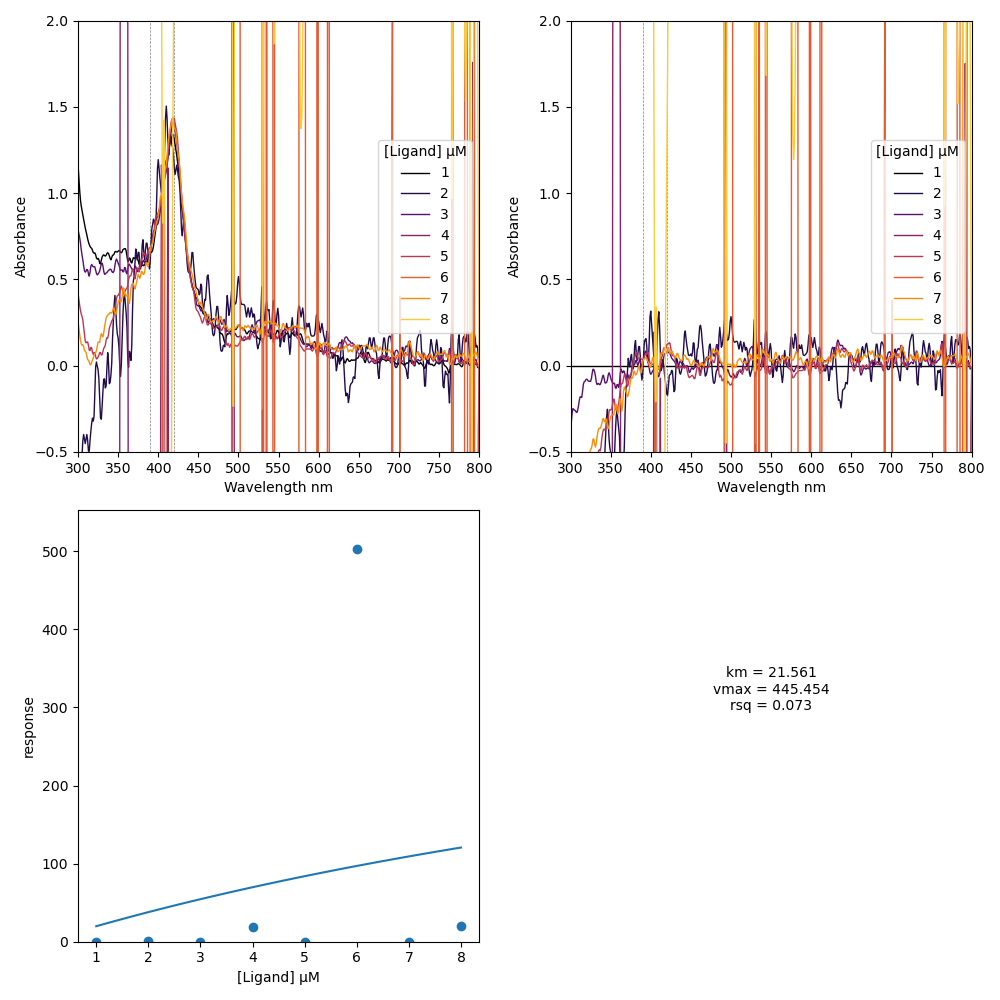 2.0
1.5
1.0
0.5
0.0
−0.5
Absorbance
300 350 400 450 500 550 600 650 700 750 800
Wavelength nm
[Ligand] μM
1
2
3
4
5
6
7
8
2.0
1.5
1.0
0.5
0.0
−0.5
Absorbance
300 350 400 450 500 550 600 650 700 750 800
Wavelength nm
[Ligand] μM
1
2
3
4
5
6
7
8
500
400
300
200
100
0
response
1 2 3 4 5 6 7 8
[Ligand] μM
km = 21.561
vmax = 445.454
rsq = 0.073